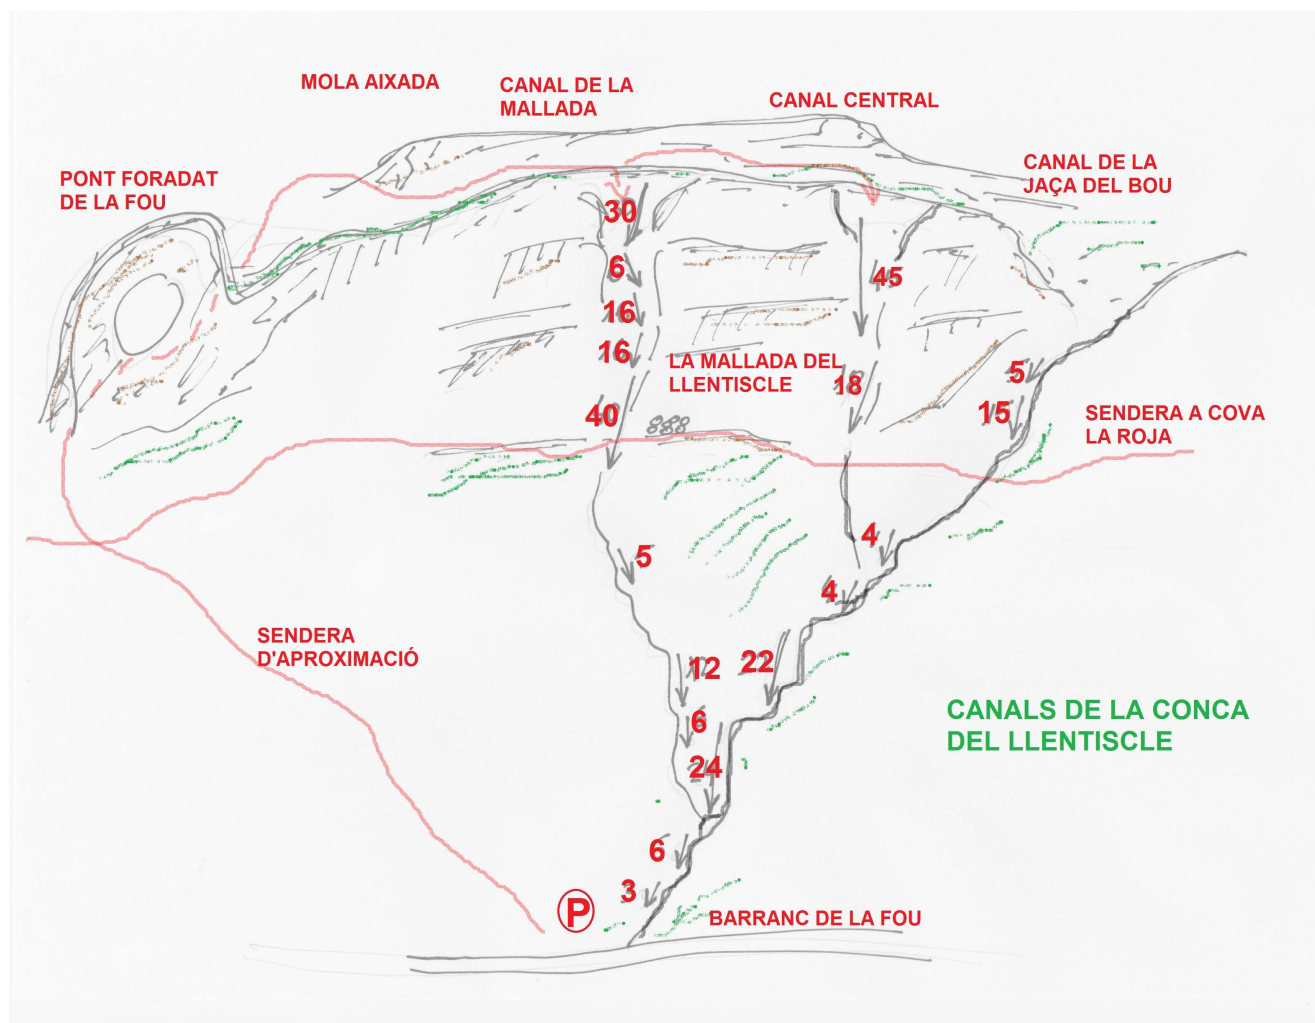 MOLA AIXADA
CANAL DE LA
MALLADA
CANAL CENTRAL
CANAL DE LA
JAÇA DEL BOU
PONT FORADAT
DE LA FOU
30
6
45
16
16
LA MALLADA DEL
LLENTISCLE
18
5
15
40
SENDERA A COVA
LA ROJA
4
5
4
SENDERA
D'APROXIMACIÓ
12
22
6
24
CANALS DE LA CONCA
DEL LLENTISCLE
6
3
P
BARRANC DE LA FOU